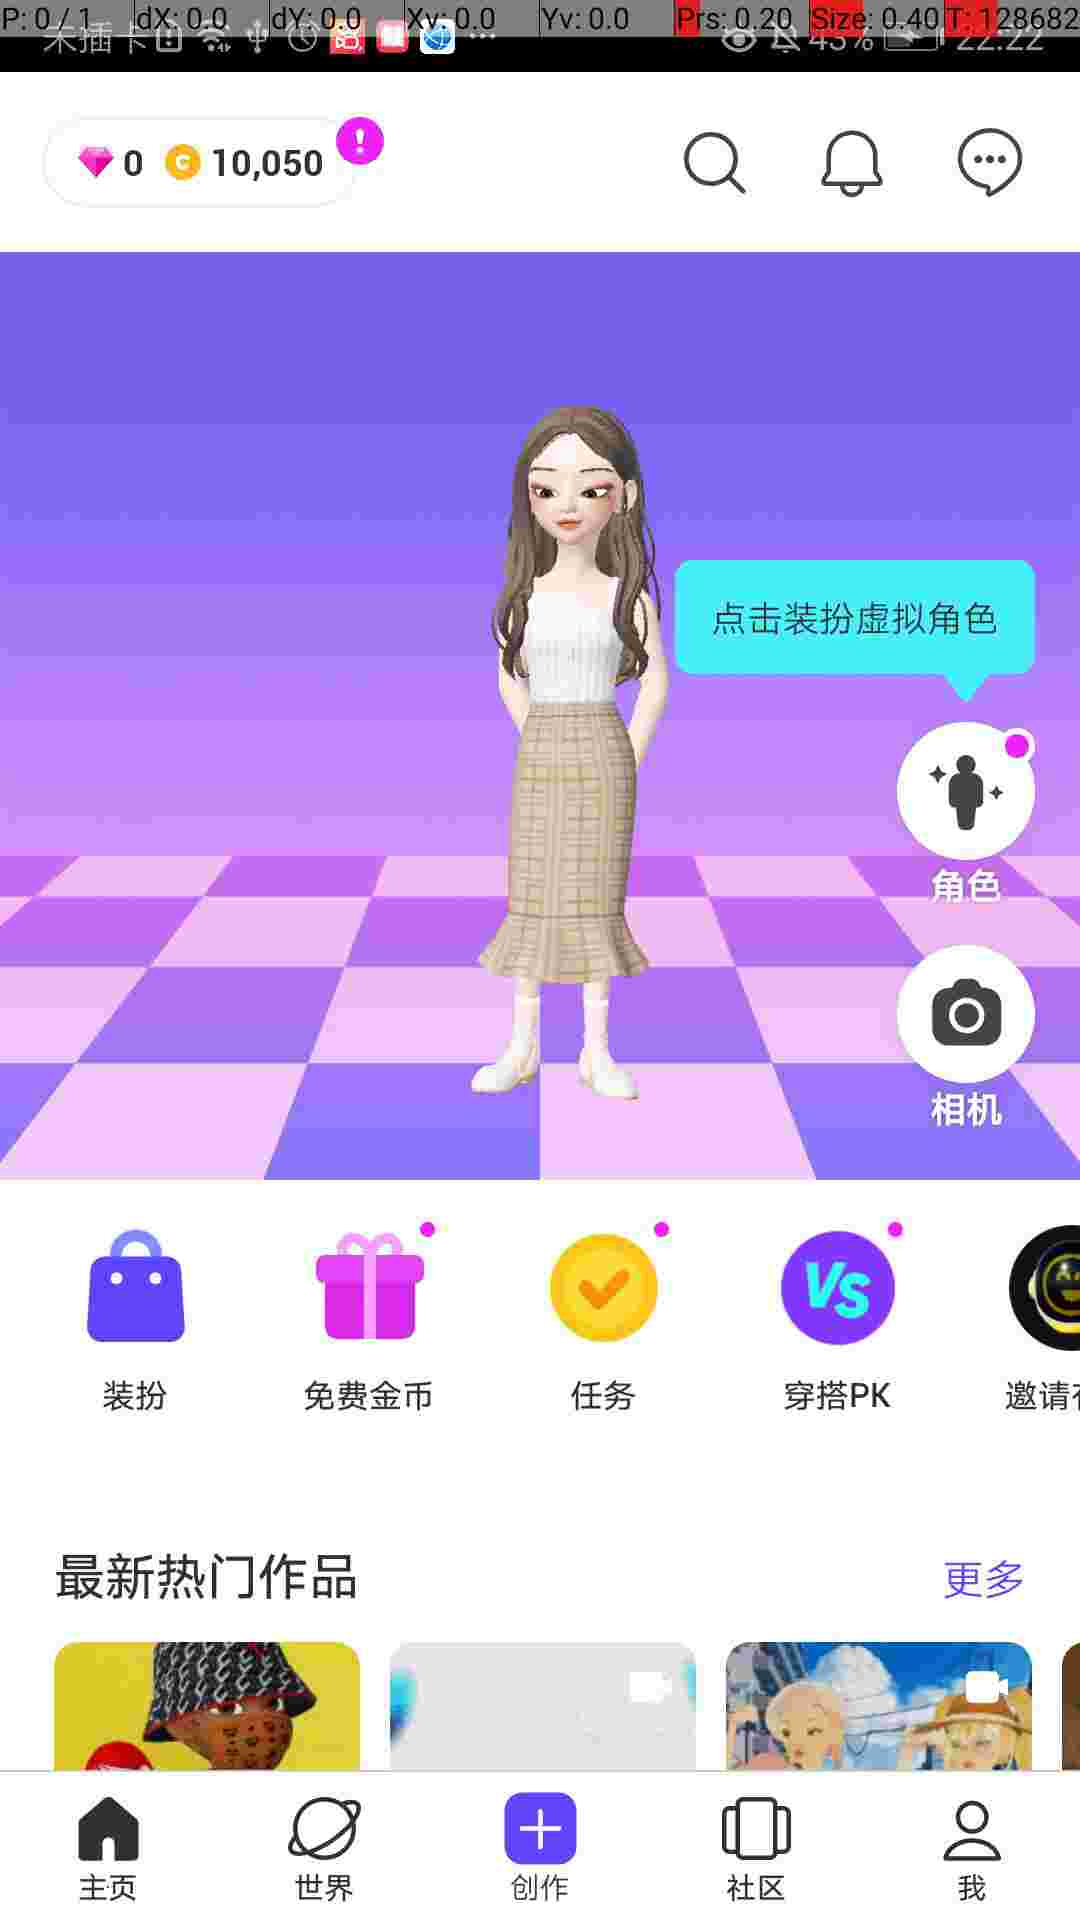 P: 0 / 1 dX: 0.0 dY: 0.0 Xv: 0.0 Yv: 0.0 Prs: 0.20 Size: 0.40 T: 128682
未插卡 43% 22:22
0 10,050
点击装扮虚拟角色
角色
相机
VS
装扮 免费金币 任务 穿搭PK 邀请
最新热门作品 更多
主页 世界 创作 社区 我